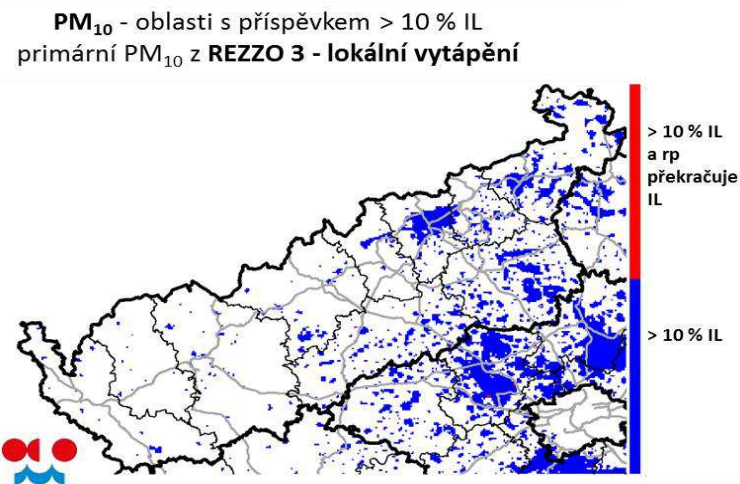 PM10 - oblasti s příspěvkem > 10 % IL
primární PM10 z REZZO 3 - lokální vytápění
> 10 % IL
a rp
překračuje
IL
> 10 % IL